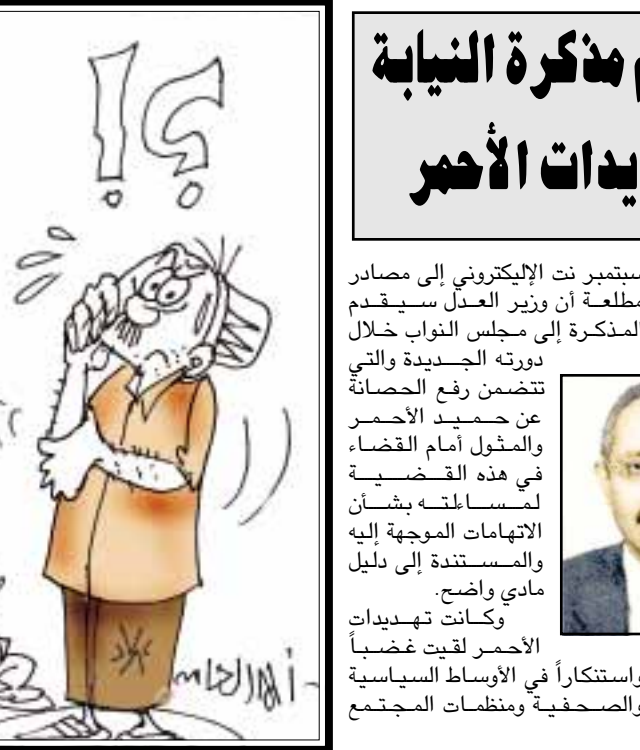 مذكرة النيابة
يدات الأحمر
سبتمبر نت الإليكتروني إلى مصادر
مطلعة أن وزير العدل سيقدم
المذكرة إلى مجلس النواب خلال
دورته الجديدة والتي
تتضمن رفع الحصانة
عن حميد الأحمر
والمثول أمام القضاء
في هذه القضية
لمساءلته بشأن
الاتهامات الموجهة إليه
والمستندة إلى دليل
مادي واضح.
وكانت تهديدات
الأحمر لقيت غضباً
واستنكاراً في الأوساط السياسية
والصحفية ومنظمات المجتمع
؟!